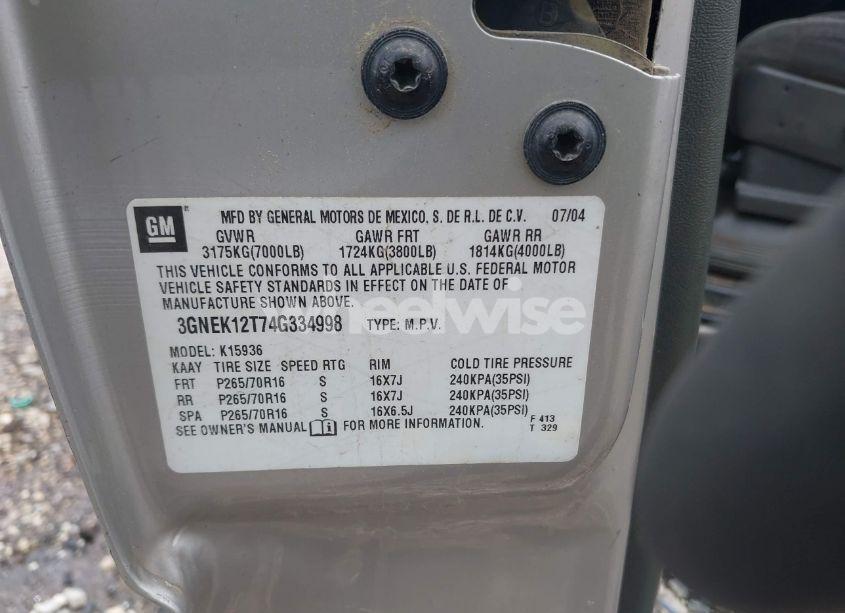 GM
MFD BY GENERAL MOTORS DE MEXICO, S. DE R.L. DE C.V. 07/04
GVWR GAWR FRT GAWR RR
3175KG(7000LB) 1724KG(3800LB) 1814KG(4000LB)
THIS VEHICLE CONFORMS TO ALL APPLICABLE U.S. FEDERAL MOTOR
VEHICLE SAFETY STANDARDS IN EFFECT ON THE DATE OF
MANUFACTURE SHOWN ABOVE.
3GNEK12T74G334998 TYPE: M.P.V.
MODEL: K15936
KAAY TIRE SIZE SPEED RTG RIM COLD TIRE PRESSURE
FRT P265/70R16 S 16X7J 240KPA(35PSI)
RR P265/70R16 S 16X7J 240KPA(35PSI)
SPA P265/70R16 S 16X6.5J 240KPA(35PSI)
SEE OWNER'S MANUAL FOR MORE INFORMATION.
F 413
T 329